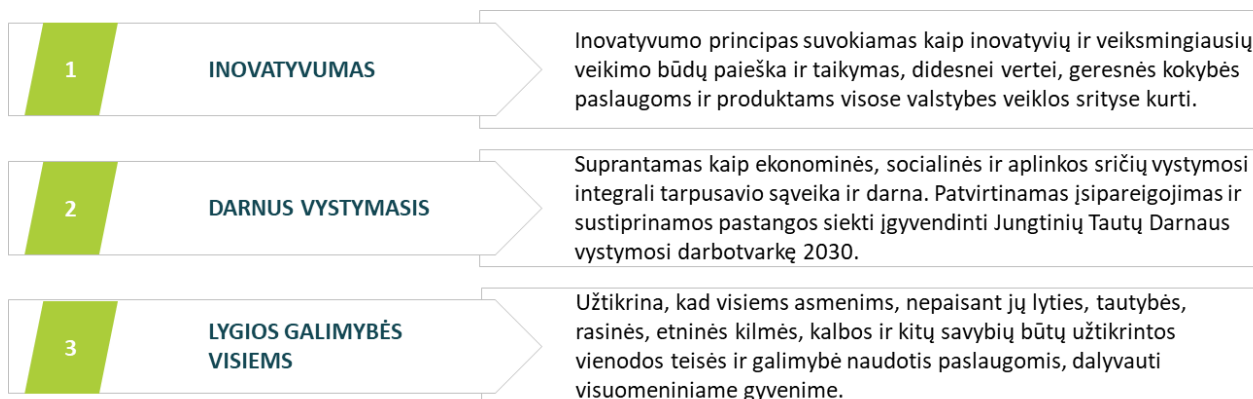 1
INOVATYVUMAS
Inovatyvumo principas suvokiamas kaip inovatyvių ir veiksmingiausių
veikimo būdų paieška ir taikymas, didesnei vertei, geresnės kokybės
paslaugoms ir produktams visose valstybes veiklos srityse kurti.
2
DARNUS VYSTYMASIS
Suprantamas kaip ekonominės, socialinės ir aplinkos sričių vystymosi
integrali tarpusavio sąveika ir darna. Patvirtinamas įsipareigojimas ir
sustiprinamos pastangos siekti įgyvendinti Jungtinių Tautų Darnaus
vystymosi darbotvarkę 2030.
3
LYGIOS GALIMYBĖS
VISIEMS
Užtikrina, kad visiems asmenims, nepaisant jų lyties, tautybės,
rasinės, etninės kilmės, kalbos ir kitų savybių būtų užtikrintos
vienodos teisės ir galimybė naudotis paslaugomis, dalyvauti
visuomeniniame gyvenime.